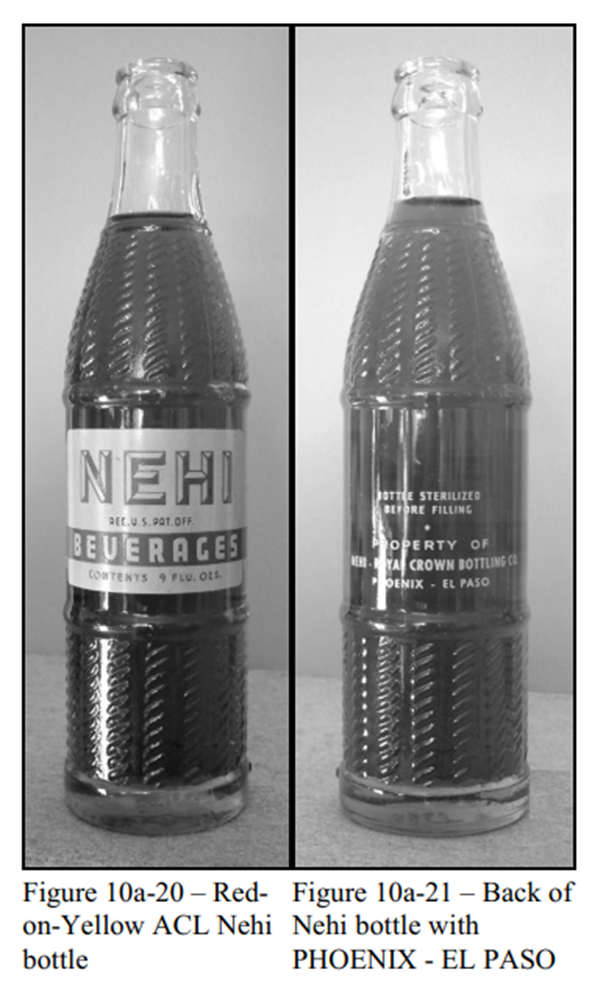 NEHI
REG. U.S. PAT. OFF.
BEVERAGES
CONTENTS 9 FLU. OZS.
BOTTLE STERILIZED
BEFORE FILLING
*
PROPERTY OF
NEHI-ROYAL CROWN BOTTLING CO
PHOENIX - EL PASO
Figure 10a-20 – Red-
on-Yellow ACL Nehi
bottle
Figure 10a-21 – Back of
Nehi bottle with
PHOENIX - EL PASO